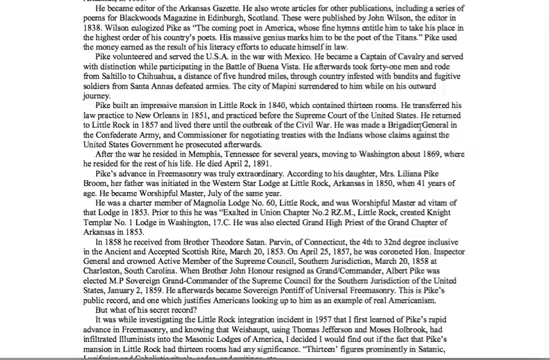 He became editor of the Arkansas Gazette. He also wrote articles for other publications, including a series of
poems for Blackwoods Magazine in Edinburgh, Scotland. These were published by John Wilson, the editor in
1838. Wilson eulogized Pike as "The coming poet in America, whose fine hymns entitle him to take his place in
the highest order of his country's poets. His massive genius marks him to be the poet of the Titans." Pike used
the money earned as the result of his literacy efforts to educate himself in law.
Pike volunteered and served the U.S.A. in the war with Mexico. He became a Captain of Cavalry and served
with distinction while participating in the Battle of Buena Vista. He afterwards took forty-one men and rode
from Saltillo to Chihuahua, a distance of five hundred miles, through country infested with bandits and fugitive
soldiers from Santa Annas defeated armies. The city of Mapini surrendered to him while on his outward
journey.
Pike built an impressive mansion in Little Rock in 1840, which contained thirteen rooms. He transferred his
law practice to New Orleans in 1851, and practiced before the Supreme Court of the United States. He returned
to Little Rock in 1857 and lived there until the outbreak of the Civil War. He was made a Brigadier General in
the Confederate Army, and Commissioner for negotiating treaties with the Indians whose claims against the
United States Government he prosecuted afterwards.
After the war he resided in Memphis, Tennessee for several years, moving to Washington about 1869, where
he resided for the rest of his life. He died April 2, 1891.
Pike's advance in Freemasonry was truly extraordinary. According to his daughter, Mrs. Liliana Pike
Broom, her father was initiated in the Western Star Lodge at Little Rock, Arkansas in 1850, when 41 years of
age. He became Worshipful Master, July of the same year.
He was a charter member of Magnolia Lodge No. 60, Little Rock, and was Worshipful Master ad vitam of
that Lodge in 1853. Prior to this he was "Exalted in Union Chapter No.2 RZ.M., Little Rock, created Knight
Templar No. 1 Lodge in Washington, 17.C. He was also elected Grand High Priest of the Grand Chapter of
Arkansas in 1853.
In 1858 he received from Brother Theodore Satan. Parvin, of Connecticut, the 4th to 32nd degree inclusive
in the Ancient and Accepted Scottish Rite, March 20, 1853. On April 25, 1857, he was coroneted Hon. Inspector
General and crowned Active Member of the Supreme Council, Southern Jurisdiction, March 20, 1858 at
Charleston, South Carolina. When Brother John Honour resigned as Grand/Commander, Albert Pike was
elected M.P Sovereign Grand-Commander of the Supreme Council for the Southern Jurisdiction of the United
States, January 2, 1859. He afterwards became Sovereign Pontiff of Universal Freemasonry. This is Pike's
public record, and one which justifies Americans looking up to him as an example of real Americanism.
But what of his secret record?
It was while investigating the Little Rock integration incident in 1957 that I first learned of Pike's rapid
advance in Freemasonry, and knowing that Weishaupt, using Thomas Jefferson and Moses Holbrook, had
infiltrated Illuminists into the Masonic Lodges of America, I decided I would find out if the fact that Pike's
mansion in Little Rock had thirteen rooms had any significance. "Thirteen' figures prominently in Satanic,